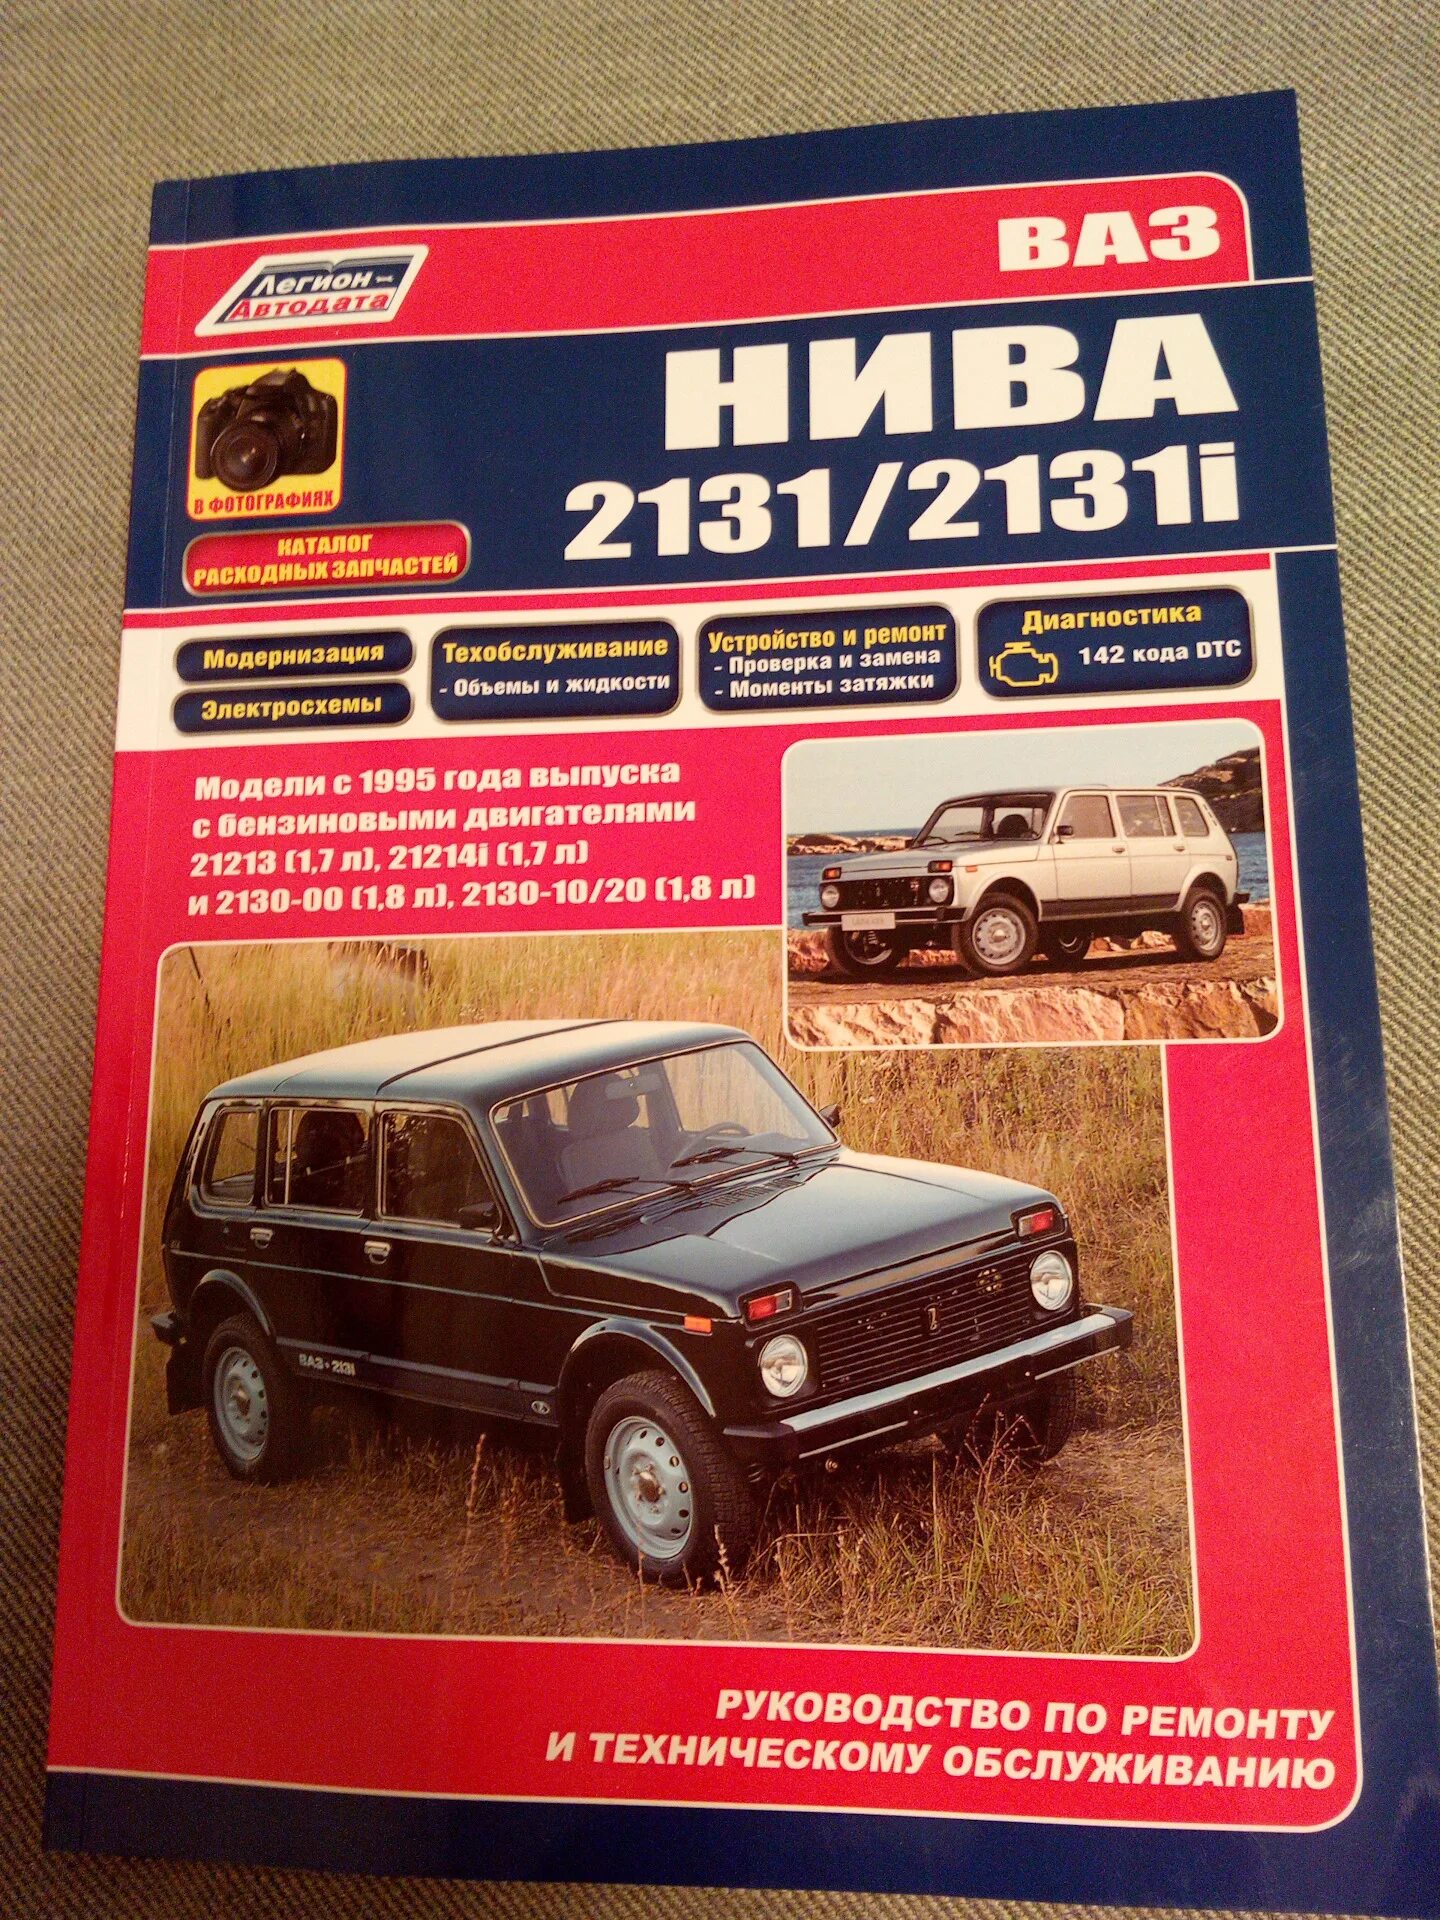 ВАЗ
Легион-
Автодата
НИВА
2131/2131i
В ФОТОГРАФИЯХ
КАТАЛОГ
РАСХОДНЫХ ЗАПЧАСТЕЙ
Модернизация
Электросхемы
Техобслуживание
- Объемы и жидкости
Устройство и ремонт
- Проверка и замена
- Моменты затяжки
Диагностика
142 кода DTC
Модели с 1995 года выпуска
с бензиновыми двигателями
21213 (1,7 л), 21214i (1,7 л)
и 2130-00 (1,8 л), 2130-10/20 (1,8 л)
ВАЗ-2131
РУКОВОДСТВО ПО РЕМОНТУ
И ТЕХНИЧЕСКОМУ ОБСЛУЖИВАНИЮ